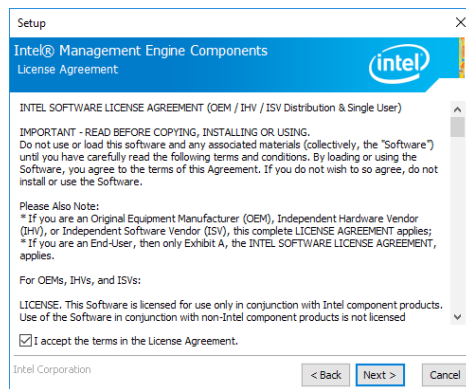 Setup
Intel® Management Engine Components
License Agreement
intel
INTEL SOFTWARE LICENSE AGREEMENT (OEM / IHV / ISV Distribution & Single User)
IMPORTANT - READ BEFORE COPYING, INSTALLING OR USING.
Do not use or load this software and any associated materials (collectively, the "Software")
until you have carefully read the following terms and conditions. By loading or using the
Software, you agree to the terms of this Agreement. If you do not wish to so agree, do not
install or use the Software.
Please Also Note:
* If you are an Original Equipment Manufacturer (OEM), Independent Hardware Vendor
(IHV), or Independent Software Vendor (ISV), this complete LICENSE AGREEMENT applies;
* If you are an End-User, then only Exhibit A, the INTEL SOFTWARE LICENSE AGREEMENT,
applies.
For OEMs, IHVs, and ISVs:
LICENSE. This Software is licensed for use only in conjunction with Intel component products.
Use of the Software in conjunction with non-Intel component products is not licensed
I accept the terms in the License Agreement.
Intel Corporation
< Back
Next >
Cancel